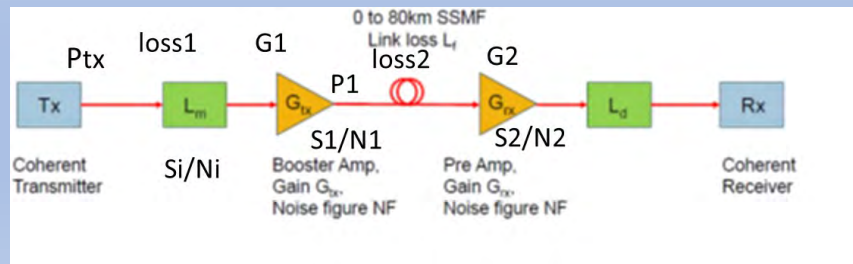 0 to 80km SSMF
Link loss Lf
Ptx
loss1
G1
loss2
G2
P1
Tx
Lm
Gtx
Grx
Ld
Rx
S1/N1
S2/N2
Coherent
Transmitter
Si/Ni
Booster Amp,
Gain Gtx,
Noise figure NF
Pre Amp,
Gain Grx,
Noise figure NF
Coherent
Receiver